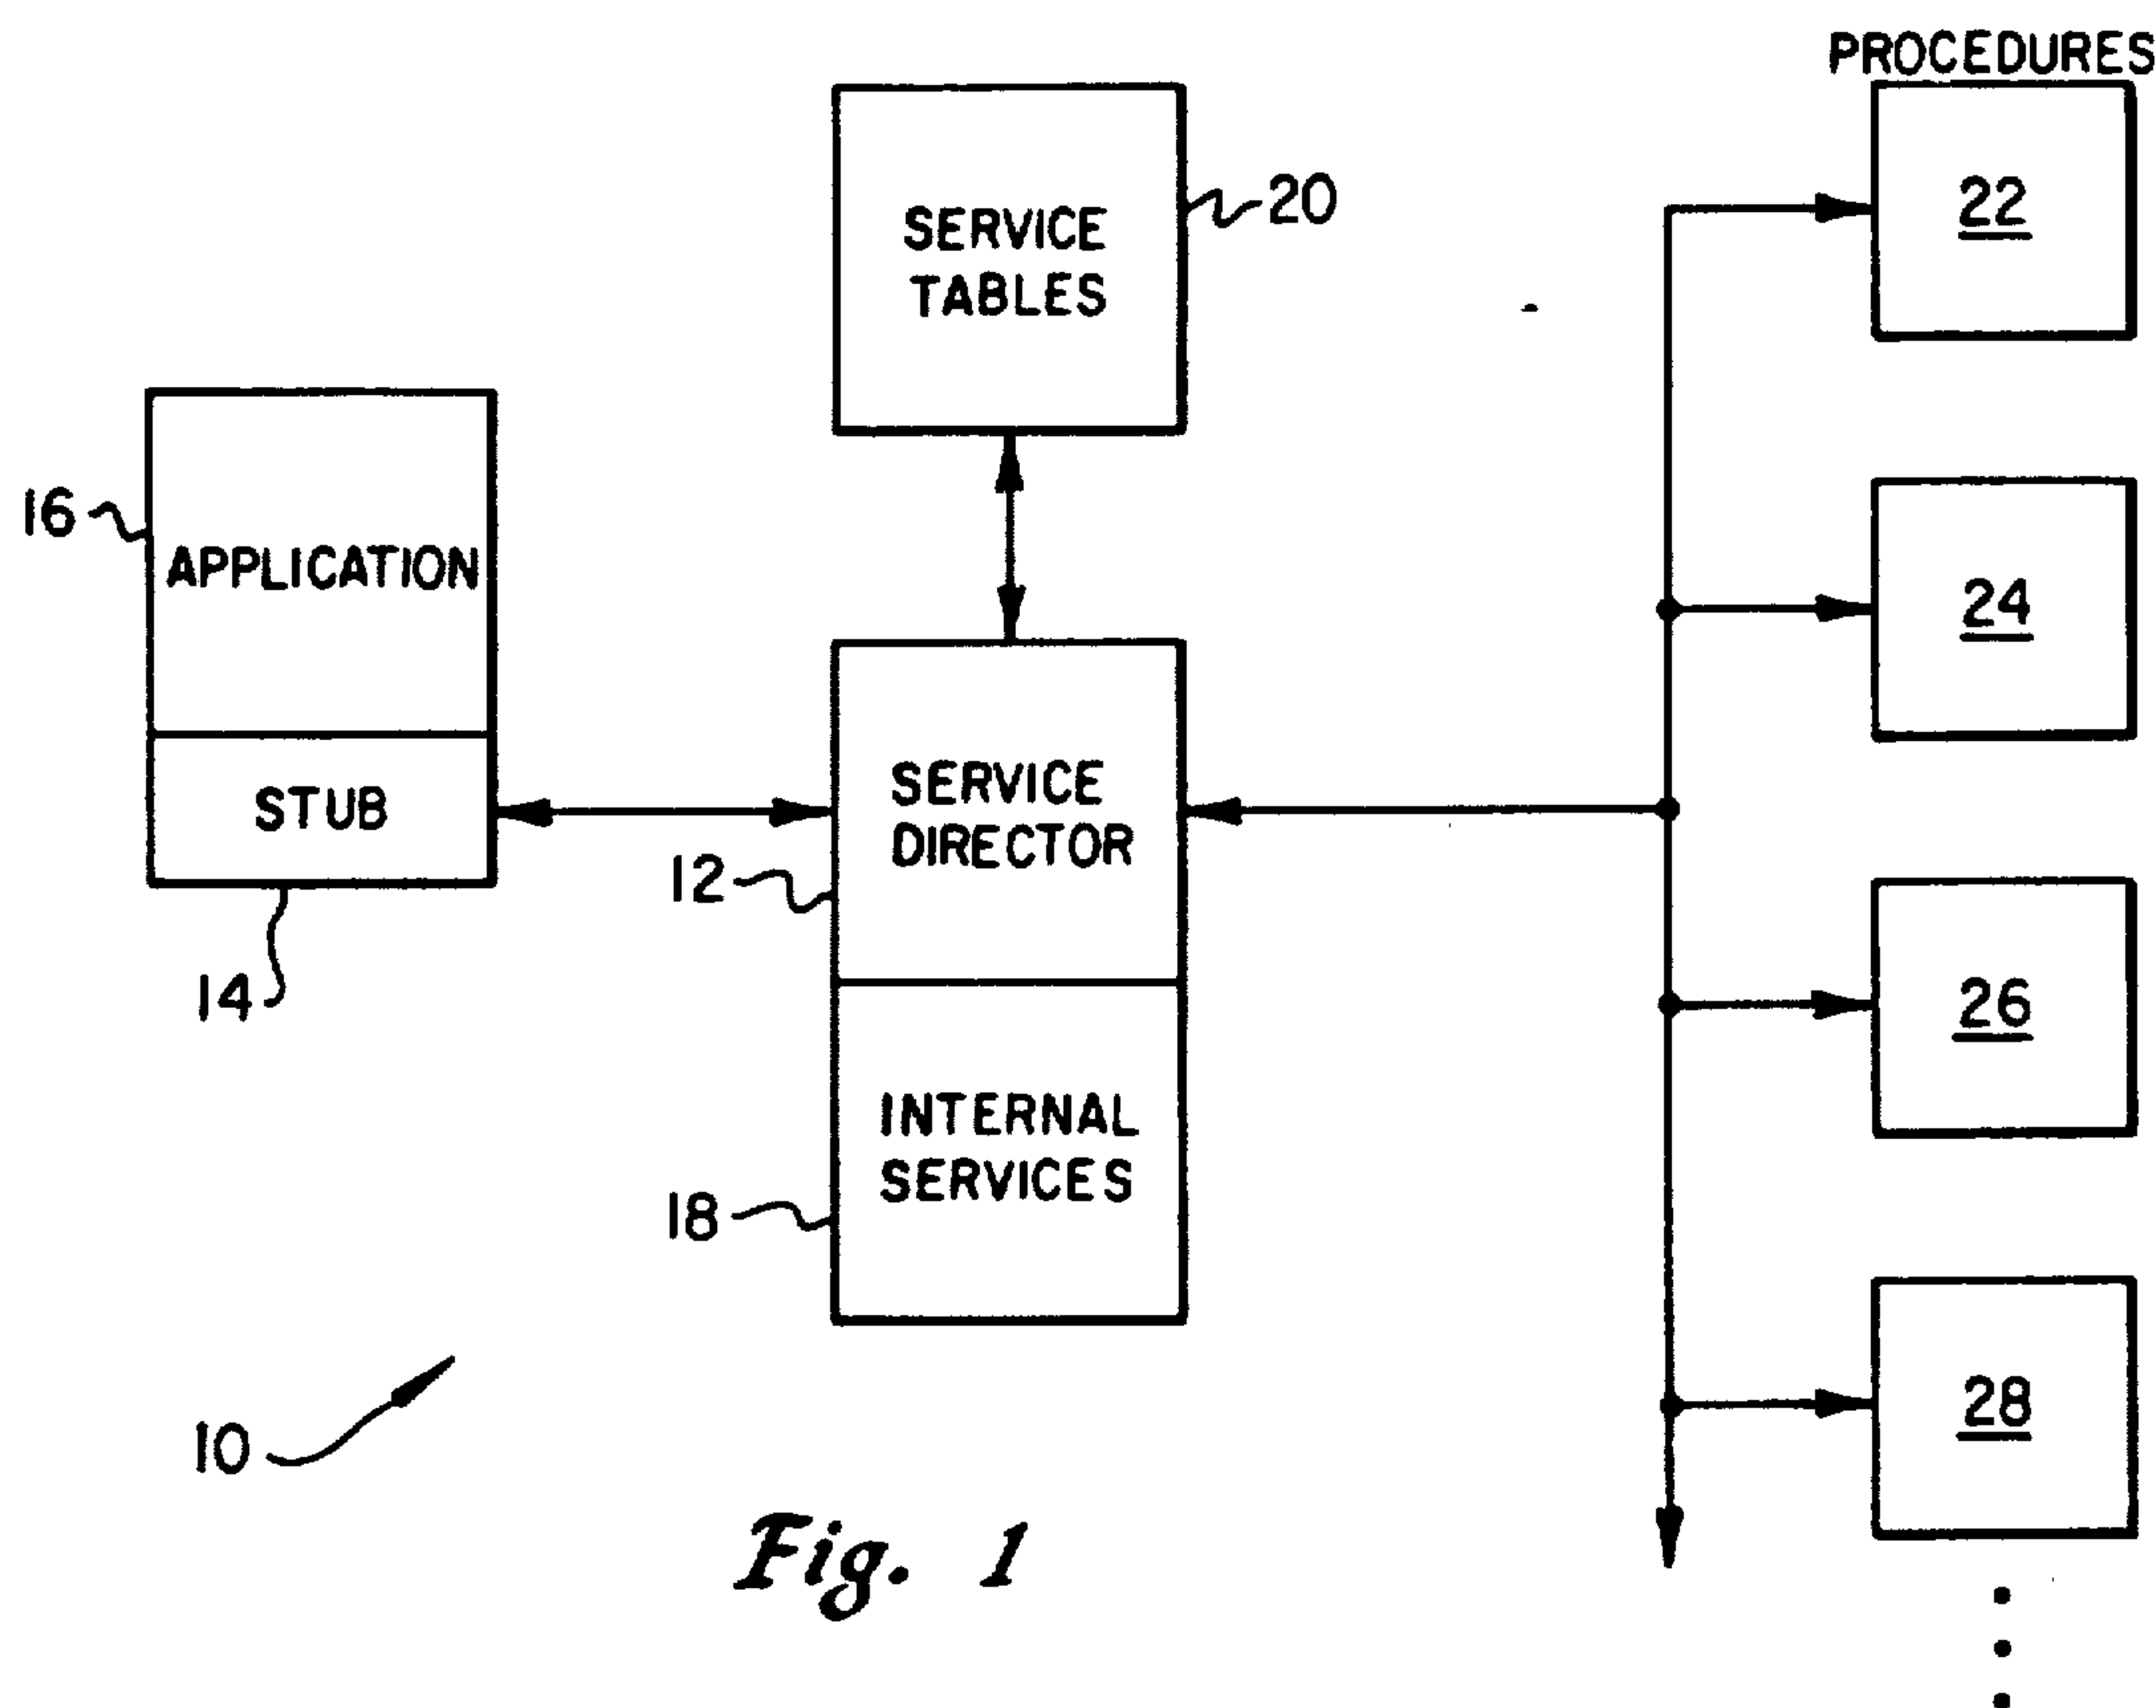 PROCEDURES
22
SERVICE
TABLES
20
16
APPLICATION
24
STUB
SERVICE
DIRECTOR
12
14
26
INTERNAL
SERVICES
18
28
10
Fig. 1